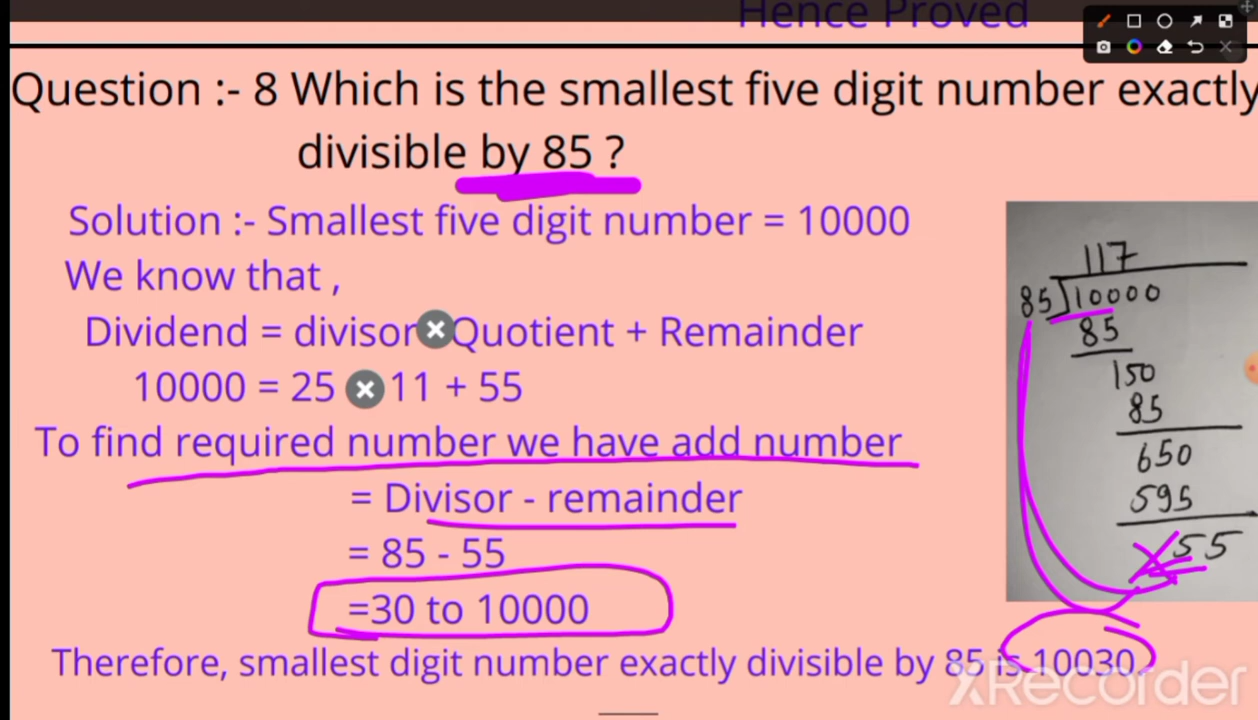 Hence Proved
Question :- 8 Which is the smallest five digit number exactly
divisible by 85 ?
Solution :- Smallest five digit number = 10000
We know that ,
Dividend = divisor × Quotient + Remainder
10000 = 25 × 11 + 55
To find required number we have add number
= Divisor - remainder
= 85 - 55
=30 to 10000
Therefore, smallest digit number exactly divisible by 85 is 10030.
117
85)10000
85
150
85
650
595
55
XRecorder